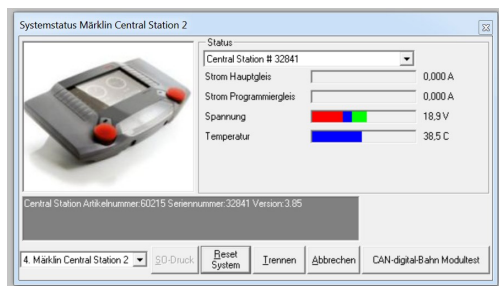 Systemstatus Märklin Central Station 2
Status
Central Station # 32841
Strom Hauptgleis 0,000 A
Strom Programmiergleis 0,000 A
Spannung 18,9 V
Temperatur 38,5 C
Central Station Artikelnummer:60215 Seriennummer:32841 Version:3.85
4. Märklin Central Station 2
SO-Druck
Reset System
Trennen
Abbrechen
CAN-digital-Bahn Modultest